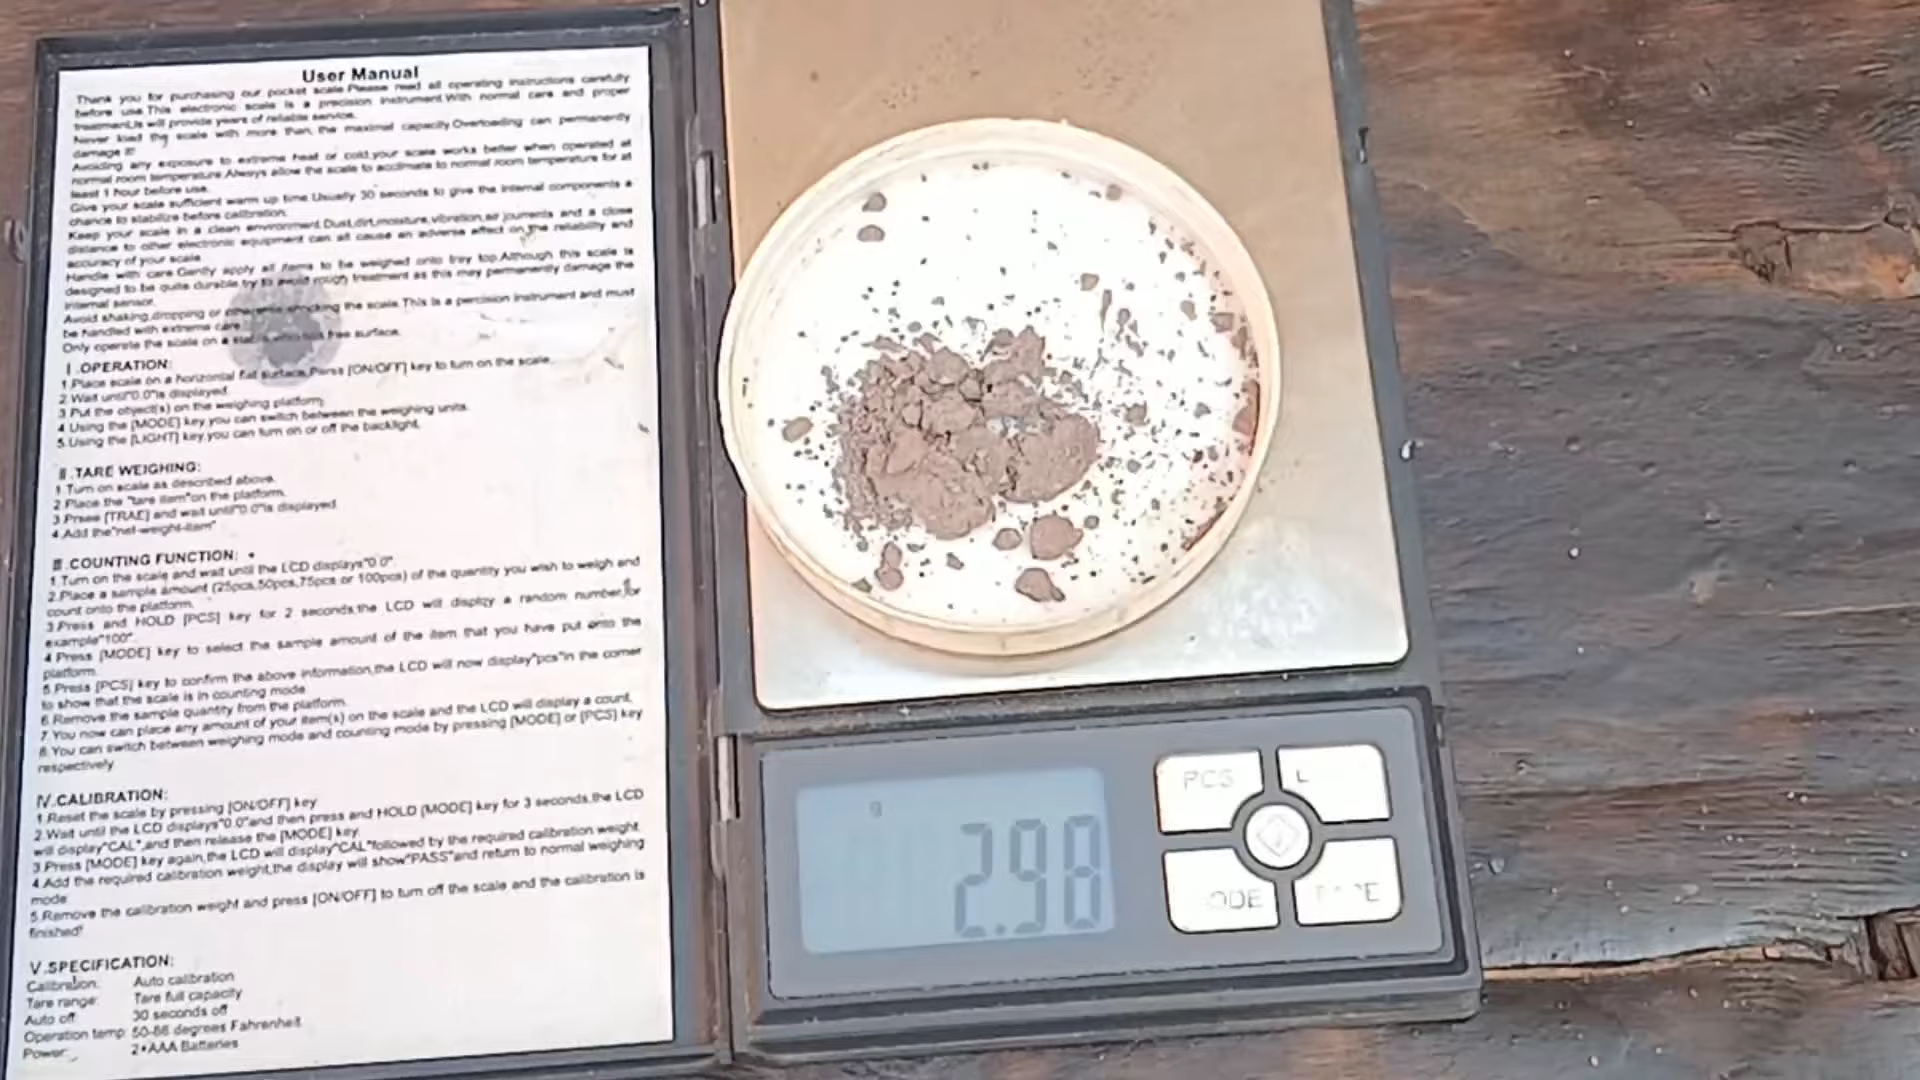 User Manual
Thank you for purchasing our pocket scale.Please read all operating instructions carefully
before use.This electronic scale is a precision instrument.With normal care and proper
treatment,is will provide years of reliable service.
Never load the scale with more than, the maximal capacity.Overloading can permanently
damage it!
Avoiding any exposure to extreme heat or cold,your scale works better when operated at
normal room temperature.Always allow the scale to acclimate to normal room temperature for at
least 1 hour before use.
Give your scale sufficient warm up time.Usually 30 seconds to give the internal components a
chance to stabilize before calibration.
Keep your scale in a clean environment.Dust,dirt,moisture,vibration,air jourrents and a close
distance to other electronic equipment can all cause an adverse affect on the reliability and
accuracy of your scale
Handle with care.Gently apply all items to be weighed onto tray top.Although this scale is
designed to be quite durable try to avoid rough treatment as this may permanently damage the
internal sensor.
Avoid shaking,dropping or shocking the scale.This is a percision instrument and must
be handled with extreme care
Only operate the scale on a free surface.
I .OPERATION:
1.Place scale on a horizontal flat surface,Parss [ON/OFF] key to turn on the scale.
2.Wait until"0.0"is displayed.
3.Put the object(s) on the weighing platform;
4.Using the [MODE] key,you can switch between the weighing units.
5.Using the [LIGHT] key,you can turn on or off the backlight,
II .TARE WEIGHING:
1.Turn on scale as described above.
2.Place the "tare item"on the platform.
3.Prsee [TRAE] and wait until"0.0"is displayed
4.Add the"net-weight-item"
III .COUNTING FUNCTION:
1.Turn on the scale and wait until the LCD displays"0.0".
2.Place a sample amount (25pcs,50pcs,75pcs or 100pcs) of the quantity you wish to weigh and
count onto the platform.
3.Press and HOLD [PCS] key for 2 seconds,the LCD will display a random number,for
example"100".
4.Press [MODE] key to select the sample amount of the item that you have put onto the
platform.
5.Press [PCS] key to confirm the above information,the LCD will now display"pcs"in the corner
to show that the scale is in counting mode
6.Remove the sample quantity from the platform.
7.You now can place any amount of your item(s) on the scale and the LCD will display a count,
8.You can switch between weighing mode and counting mode by pressing [MODE] or [PCS] key
respectively
IV.CALIBRATION:
1.Reset the scale by pressing [ON/OFF] key
2.Wait until the LCD displays"0.0"and then press and HOLD [MODE] key for 3 seconds,the LCD
will display"CAL",and then release the [MODE] key.
3.Press [MODE] key again,the LCD will display"CAL"followed by the required calibration weight.
4.Add the required calibration weight,the display will show"PASS"and return to normal weighing
mode
5.Remove the calibration weight and press [ON/OFF] to turn off the scale and the calibration is
finished!
V .SPECIFICATION:
Calibration: Auto calibration
Tare range: Tare full capacity
Auto off: 30 seconds off
Operation temp: 50-86 degrees Fahrenheit
Power: 2*AAA Batteries
g
2.98
PCS L
ODE T E